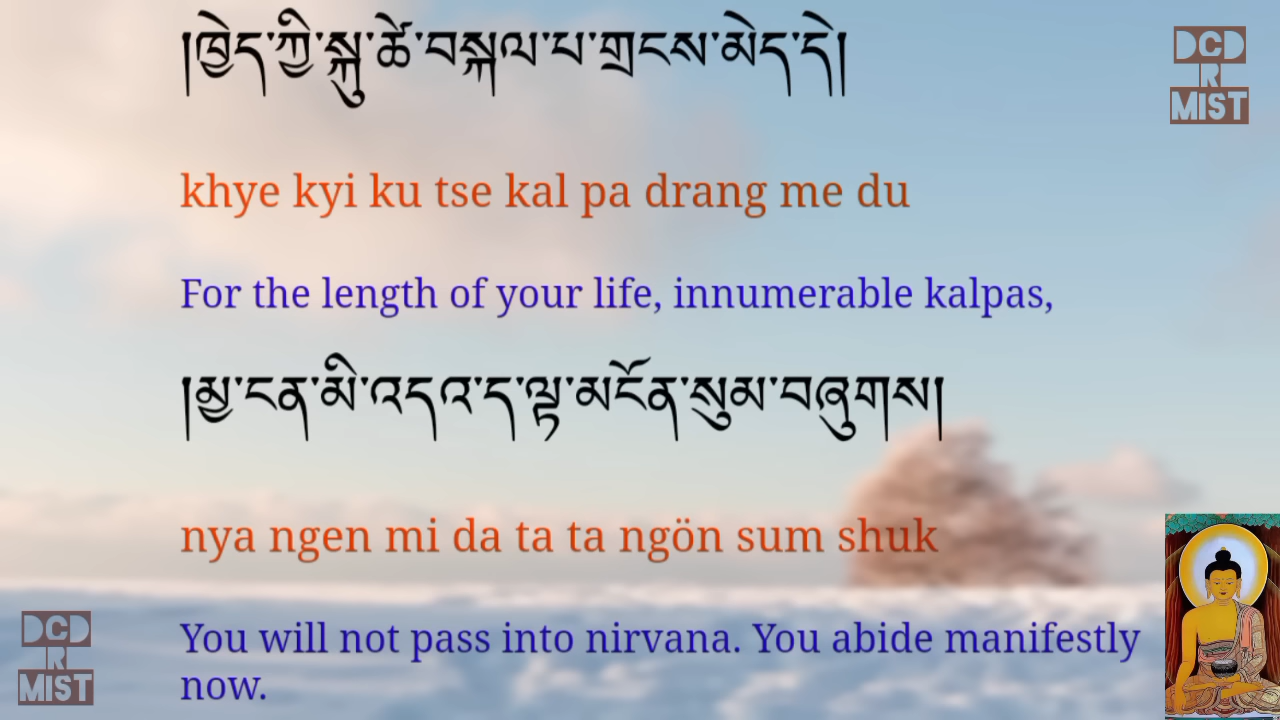 །ཁྱེད་ཀྱི་སྐུ་ཚེ་བསྐལ་པ་གྲངས་མེད་དེ།
DCD
R
MIST
khye kyi ku tse kal pa drang me du
For the length of your life, innumerable kalpas,
།མྱ་ངན་མི་འདའ་ད་ལྟ་མངོན་སུམ་བཞུགས།
nya ngen mi da ta ta ngön sum shuk
You will not pass into nirvana. You abide manifestly
now.
DCD
R
MIST